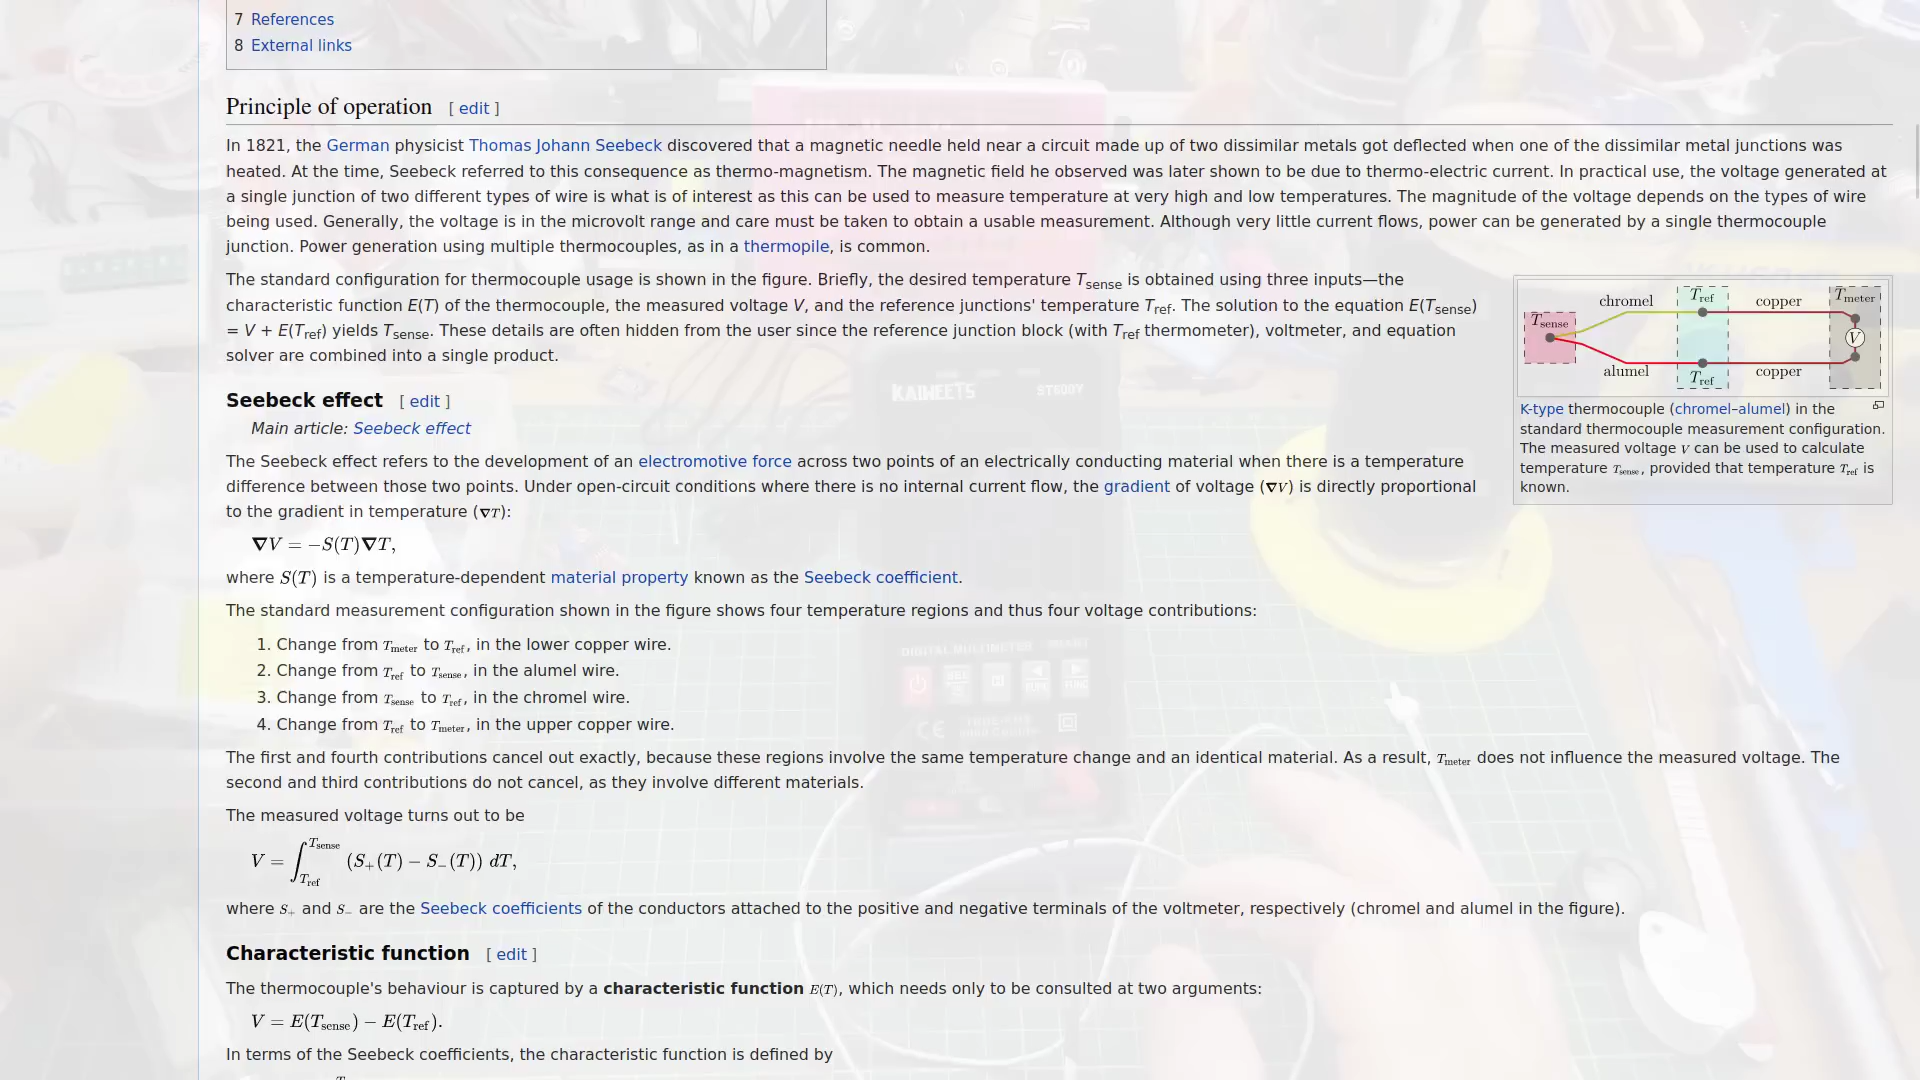 7 References
8 External links
Principle of operation [ edit ]
In 1821, the German physicist Thomas Johann Seebeck discovered that a magnetic needle held near a circuit made up of two dissimilar metals got deflected when one of the dissimilar metal junctions was
heated. At the time, Seebeck referred to this consequence as thermo-magnetism. The magnetic field he observed was later shown to be due to thermo-electric current. In practical use, the voltage generated at
a single junction of two different types of wire is what is of interest as this can be used to measure temperature at very high and low temperatures. The magnitude of the voltage depends on the types of wire
being used. Generally, the voltage is in the microvolt range and care must be taken to obtain a usable measurement. Although very little current flows, power can be generated by a single thermocouple
junction. Power generation using multiple thermocouples, as in a thermopile, is common.
The standard configuration for thermocouple usage is shown in the figure. Briefly, the desired temperature Tsense is obtained using three inputs—the
characteristic function E(T) of the thermocouple, the measured voltage V, and the reference junctions' temperature Tref. The solution to the equation E(Tsense)
= V + E(Tref) yields Tsense. These details are often hidden from the user since the reference junction block (with Tref thermometer), voltmeter, and equation
solver are combined into a single product.
chromel Tref copper Tmeter
Tsense V
alumel Tref copper
K-type thermocouple (chromel–alumel) in the
standard thermocouple measurement configuration.
The measured voltage V can be used to calculate
temperature Tsense, provided that temperature Tref is
known.
KAIWEETS ST600Y
Seebeck effect [ edit ]
Main article: Seebeck effect
The Seebeck effect refers to the development of an electromotive force across two points of an electrically conducting material when there is a temperature
difference between those two points. Under open-circuit conditions where there is no internal current flow, the gradient of voltage (∇V) is directly proportional
to the gradient in temperature (∇T):
∇V = −S(T)∇T,
where S(T) is a temperature-dependent material property known as the Seebeck coefficient.
The standard measurement configuration shown in the figure shows four temperature regions and thus four voltage contributions:
1. Change from Tmeter to Tref, in the lower copper wire.
2. Change from Tref to Tsense, in the alumel wire.
3. Change from Tsense to Tref, in the chromel wire.
4. Change from Tref to Tmeter, in the upper copper wire.
DIGITAL MULTIMETER SMART
FUNC FUNC
CE TRUE-RMS
The first and fourth contributions cancel out exactly, because these regions involve the same temperature change and an identical material. As a result, Tmeter does not influence the measured voltage. The
second and third contributions do not cancel, as they involve different materials.
The measured voltage turns out to be
V = ∫ Tref Tsense (S+(T) − S−(T)) dT,
where S+ and S− are the Seebeck coefficients of the conductors attached to the positive and negative terminals of the voltmeter, respectively (chromel and alumel in the figure).
Characteristic function [ edit ]
The thermocouple's behaviour is captured by a characteristic function E(T), which needs only to be consulted at two arguments:
V = E(Tsense) − E(Tref).
In terms of the Seebeck coefficients, the characteristic function is defined by